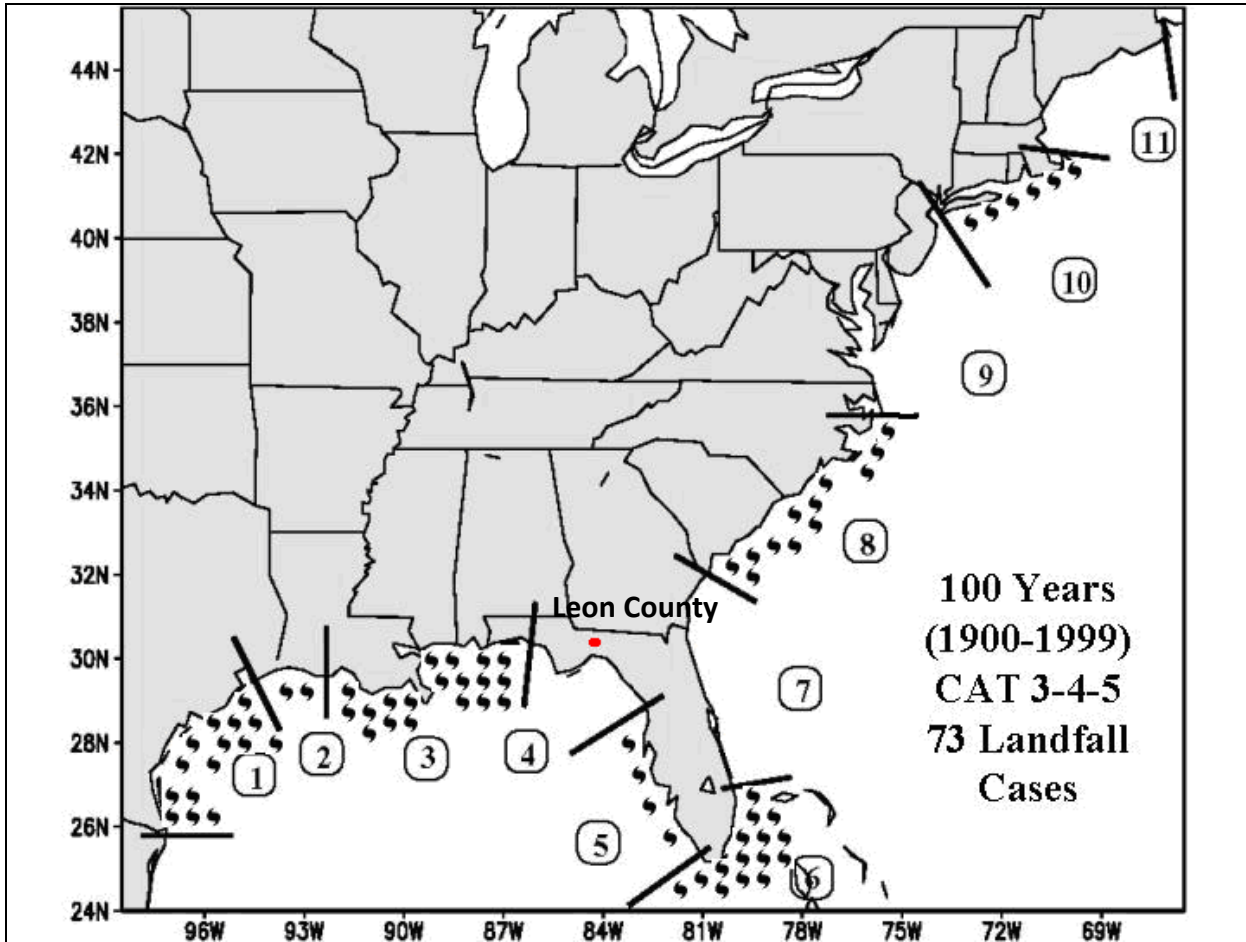 44N
42N
40N
38N
36N
34N
32N
30N
28N
26N
24N
96W 93W 90W 87W 84W 81W 78W 75W 72W 69W
Leon County
1
2
3
4
5
6
7
8
9
10
11
100 Years
(1900-1999)
CAT 3-4-5
73 Landfall
Cases